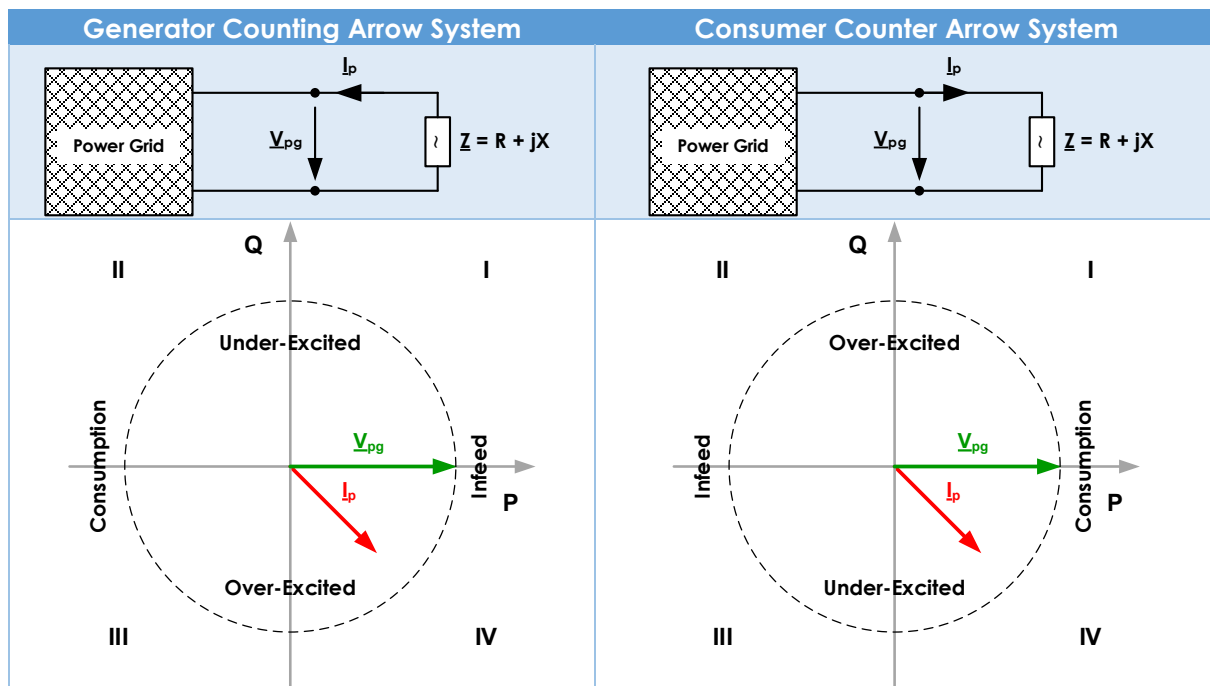 Generator Counting Arrow System
Consumer Counter Arrow System
Ip
Power Grid
Vpg
~
Z = R + jX
Ip
Power Grid
Vpg
~
Z = R + jX
Q
II
I
Under-Excited
Consumption
Vpg
Infeed
Ip
P
Over-Excited
III
IV
Q
II
I
Over-Excited
Infeed
Vpg
Consumption
Ip
P
Under-Excited
III
IV